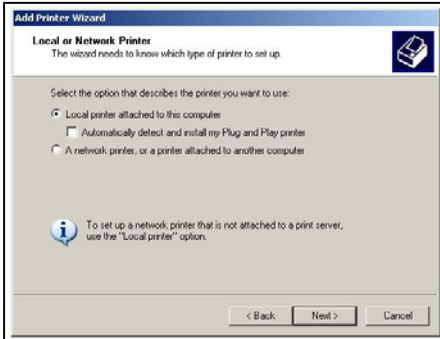 Add Printer Wizard
Local or Network Printer
The wizard needs to know which type of printer to set up.
Select the option that describes the printer you want to use:
Local printer attached to this computer
Automatically detect and install my Plug and Play printer
A network printer, or a printer attached to another computer
To set up a network printer that is not attached to a print server,
use the "Local printer" option.
< Back
Next >
Cancel